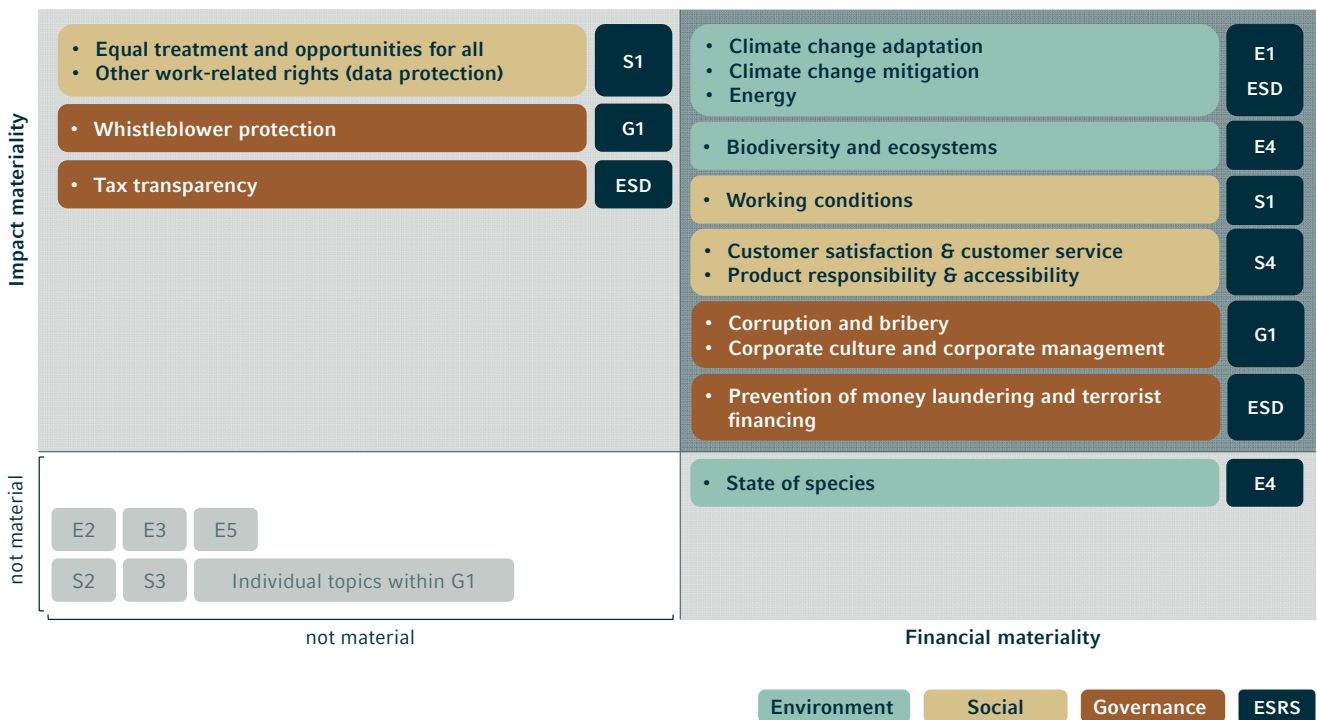 Impact materiality
• Equal treatment and opportunities for all
• Other work-related rights (data protection)
S1
• Whistleblower protection
G1
• Tax transparency
ESD
• Climate change adaptation
• Climate change mitigation
• Energy
E1
ESD
• Biodiversity and ecosystems
E4
• Working conditions
S1
• Customer satisfaction & customer service
• Product responsibility & accessibility
S4
• Corruption and bribery
• Corporate culture and corporate management
G1
• Prevention of money laundering and terrorist
financing
ESD
not material
E2
E3
E5
S2
S3
Individual topics within G1
• State of species
E4
not material
Financial materiality
Environment
Social
Governance
ESRS